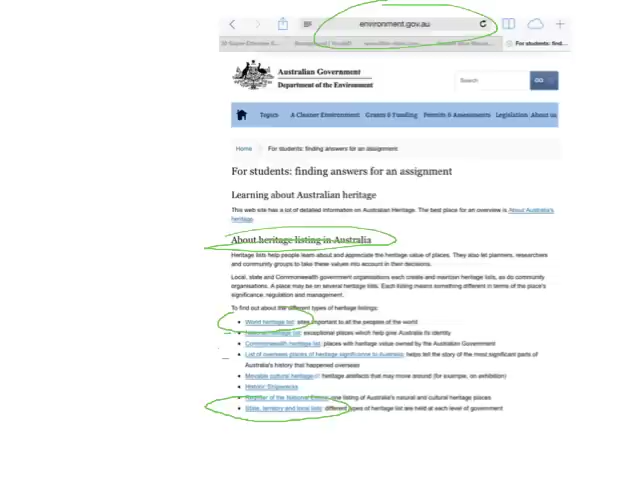 environment.gov.au
For students: find...
Australian Government
Department of the Environment
Search
GO
Topics A Cleaner Environment Grants & Funding Permits & Assessments Legislation About us
Home For students: finding answers for an assignment
For students: finding answers for an assignment
Learning about Australian heritage
This web site has a lot of detailed information on Australian Heritage. The best place for an overview is About Australia's
heritage.
About heritage listing in Australia
Heritage lists help people learn about and appreciate the heritage value of places. They also let planners, researchers
and community groups to take these values into account in their decisions.
Local, state and Commonwealth government organisations each create and maintain heritage lists, as do community
organisations. A place may be on several heritage lists. Each listing means something different in terms of the place's
significance, regulation and management.
To find out about the different types of heritage listings:
World heritage list: sites important to all the peoples of the world
National heritage list: exceptional places which help give Australia its identity
Commonwealth heritage list: places with heritage value owned by the Australian Government
List of overseas places of heritage significance to Australia: helps tell the story of the most significant parts of
Australia's history that happened overseas
Movable cultural heritage: heritage artefacts that may move around (for example, on exhibition)
Historic Shipwrecks
Register of the National Estate: one listing of Australia's natural and cultural heritage places
State, territory and local lists: different types of heritage list are held at each level of government